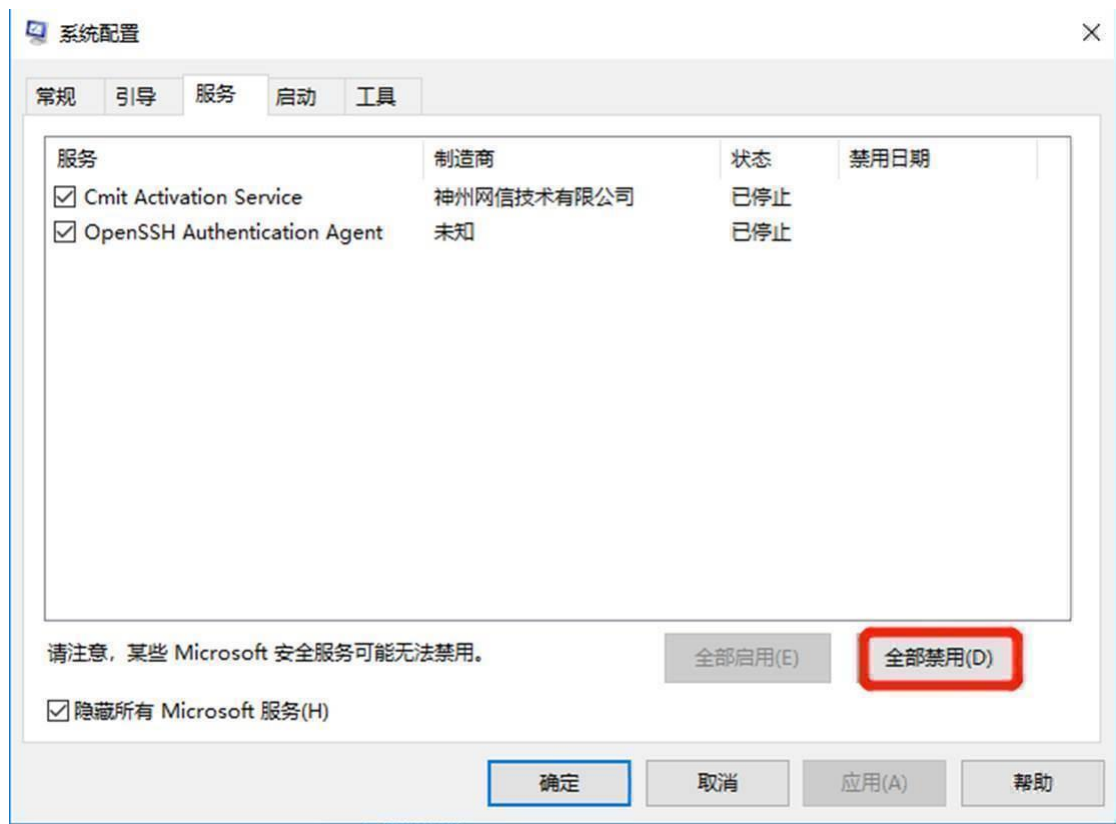 系统配置
常规 引导 服务 启动 工具
服务 制造商 状态 禁用日期
Cmit Activation Service 神州网信技术有限公司 已停止
OpenSSH Authentication Agent 未知 已停止
请注意，某些 Microsoft 安全服务可能无法禁用。 全部启用(E) 全部禁用(D)
隐藏所有 Microsoft 服务(H)
确定 取消 应用(A) 帮助